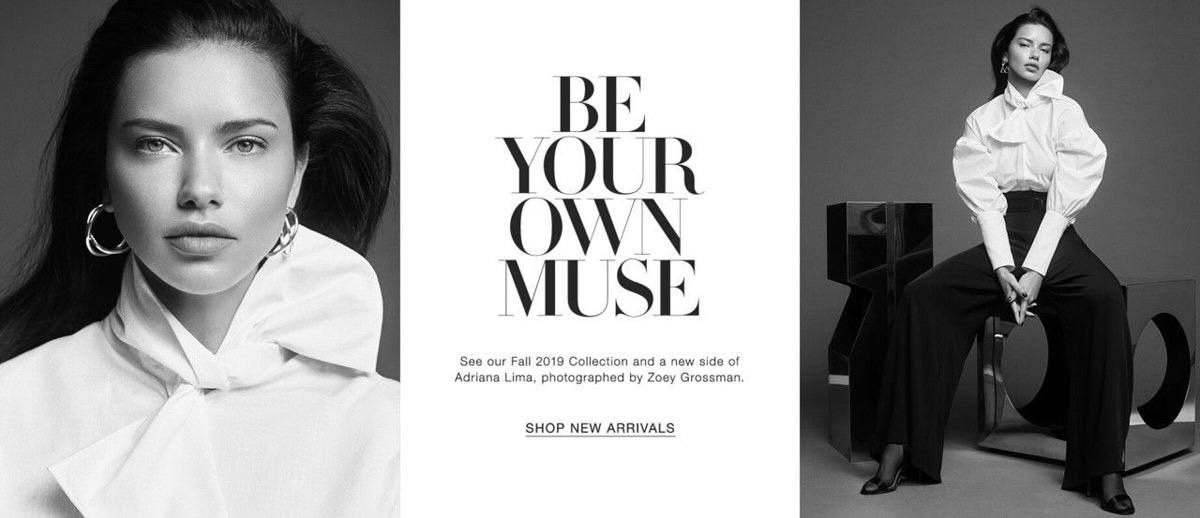 BE
YOUR
OWN
MUSE
See our Fall 2019 Collection and a new side of
Adriana Lima, photographed by Zoey Grossman.
SHOP NEW ARRIVALS